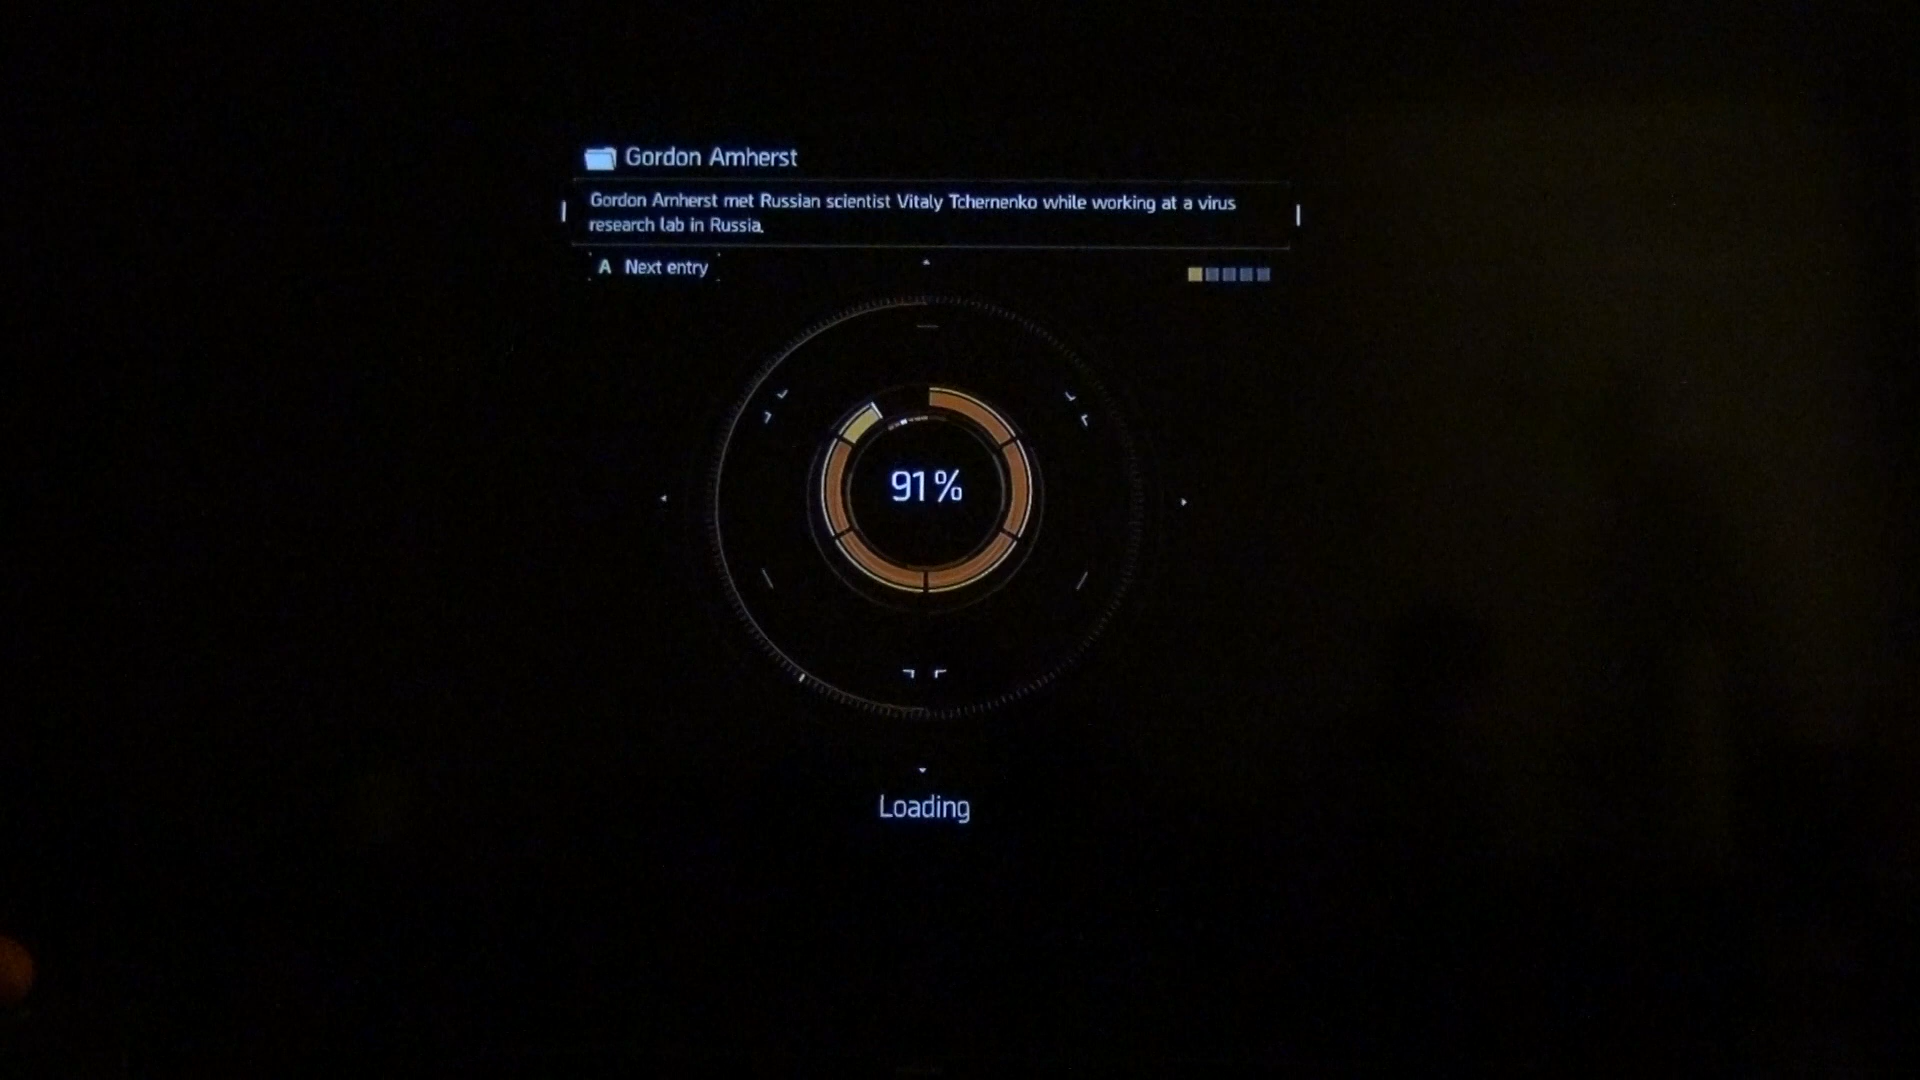 Gordon Amherst
Gordon Amherst met Russian scientist Vitaly Tchernenko while working at a virus
research lab in Russia.
A Next entry
91%
Loading